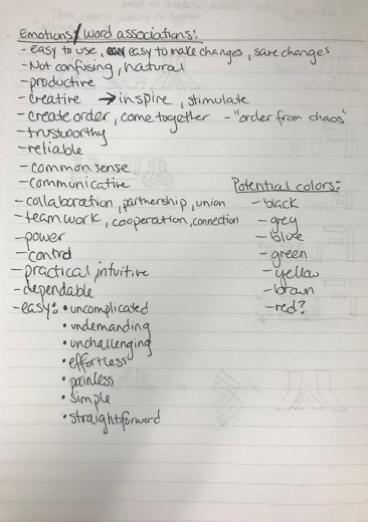 Emotions/word associations:
- easy to use, easy to make changes, save changes
- Not confusing, natural
- productive
- creative → inspire, stimulate
- create order, come together - "order from chaos"
- trustworthy
- reliable
- common sense
- communicative
- collaboration, partnership, union
- teamwork, cooperation, connection
- power
- control
- practical, intuitive
- dependable
- easy: • uncomplicated
• undemanding
• unchallenging
• effortless
• painless
• simple
• straightforward
Potential colors:
- black
- grey
- blue
- green
- yellow
- brown
- red?